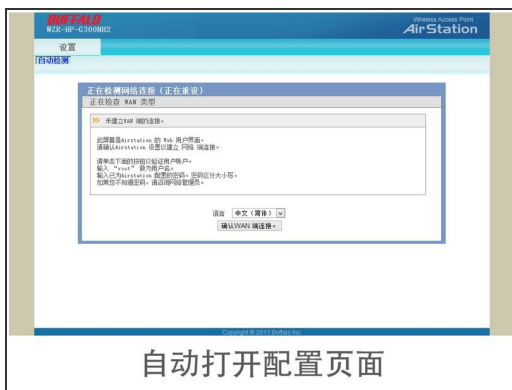 BUFFALO
WZR-HP-G300NH2
Wireless Access Point
AirStation
设置
自动检测
正在检测网络连接（正在重设）
正在检查 WAN 类型
未建立WAN 端的连接。
此屏幕是Airstation 的 Web 用户界面。
请确认Airstation 设置以建立 网络 端连接。
请单击下面的按钮以验证用户帐户。
输入 “root” 做为用户名。
输入已为Airstation 配置的密码。密码区分大小写。
如果您不知道密码，请咨询网络管理员。
语言 中文（简体）
确认WAN 端连接。
Copyright © 2013 Buffalo Inc.
自动打开配置页面